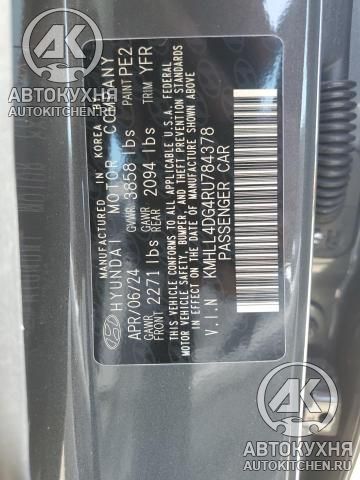 MANUFACTURED IN KOREA BY
HYUNDAI MOTOR COMPANY
APR/06/24 GVWR 3858 lbs PAINT PE2
GAWR FRONT 2271 lbs GAWR REAR 2094 lbs TRIM YFR
THIS VEHICLE CONFORMS TO ALL APPLICABLE U.S.A. FEDERAL
MOTOR VEHICLE SAFETY, BUMPER, AND THEFT PREVENTION STANDARDS
IN EFFECT ON THE DATE OF MANUFACTURE SHOWN ABOVE
V.I.N KMHLL4DG4RU784378
PASSENGER CAR
АК АВТОКУХНЯ
AUTOKITCHEN.RU
АК АВТОКУХНЯ
AUTOKITCHEN.RU